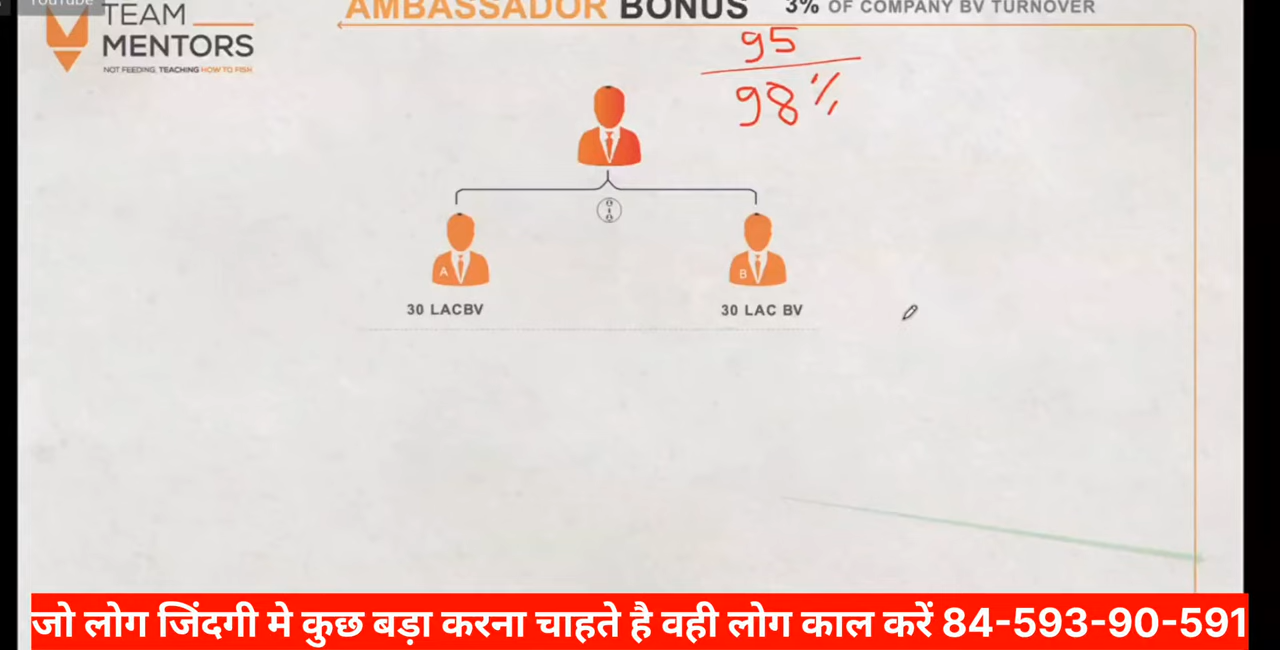 YouTube
TEAM
MENTORS
NOT FEEDING, TEACHING HOW TO FISH
AMBASSADOR BONUS 3% OF COMPANY BV TURNOVER
95
98%
A
B
30 LACBV
30 LAC BV
जो लोग जिंदगी मे कुछ बड़ा करना चाहते है वही लोग काल करें 84-593-90-591